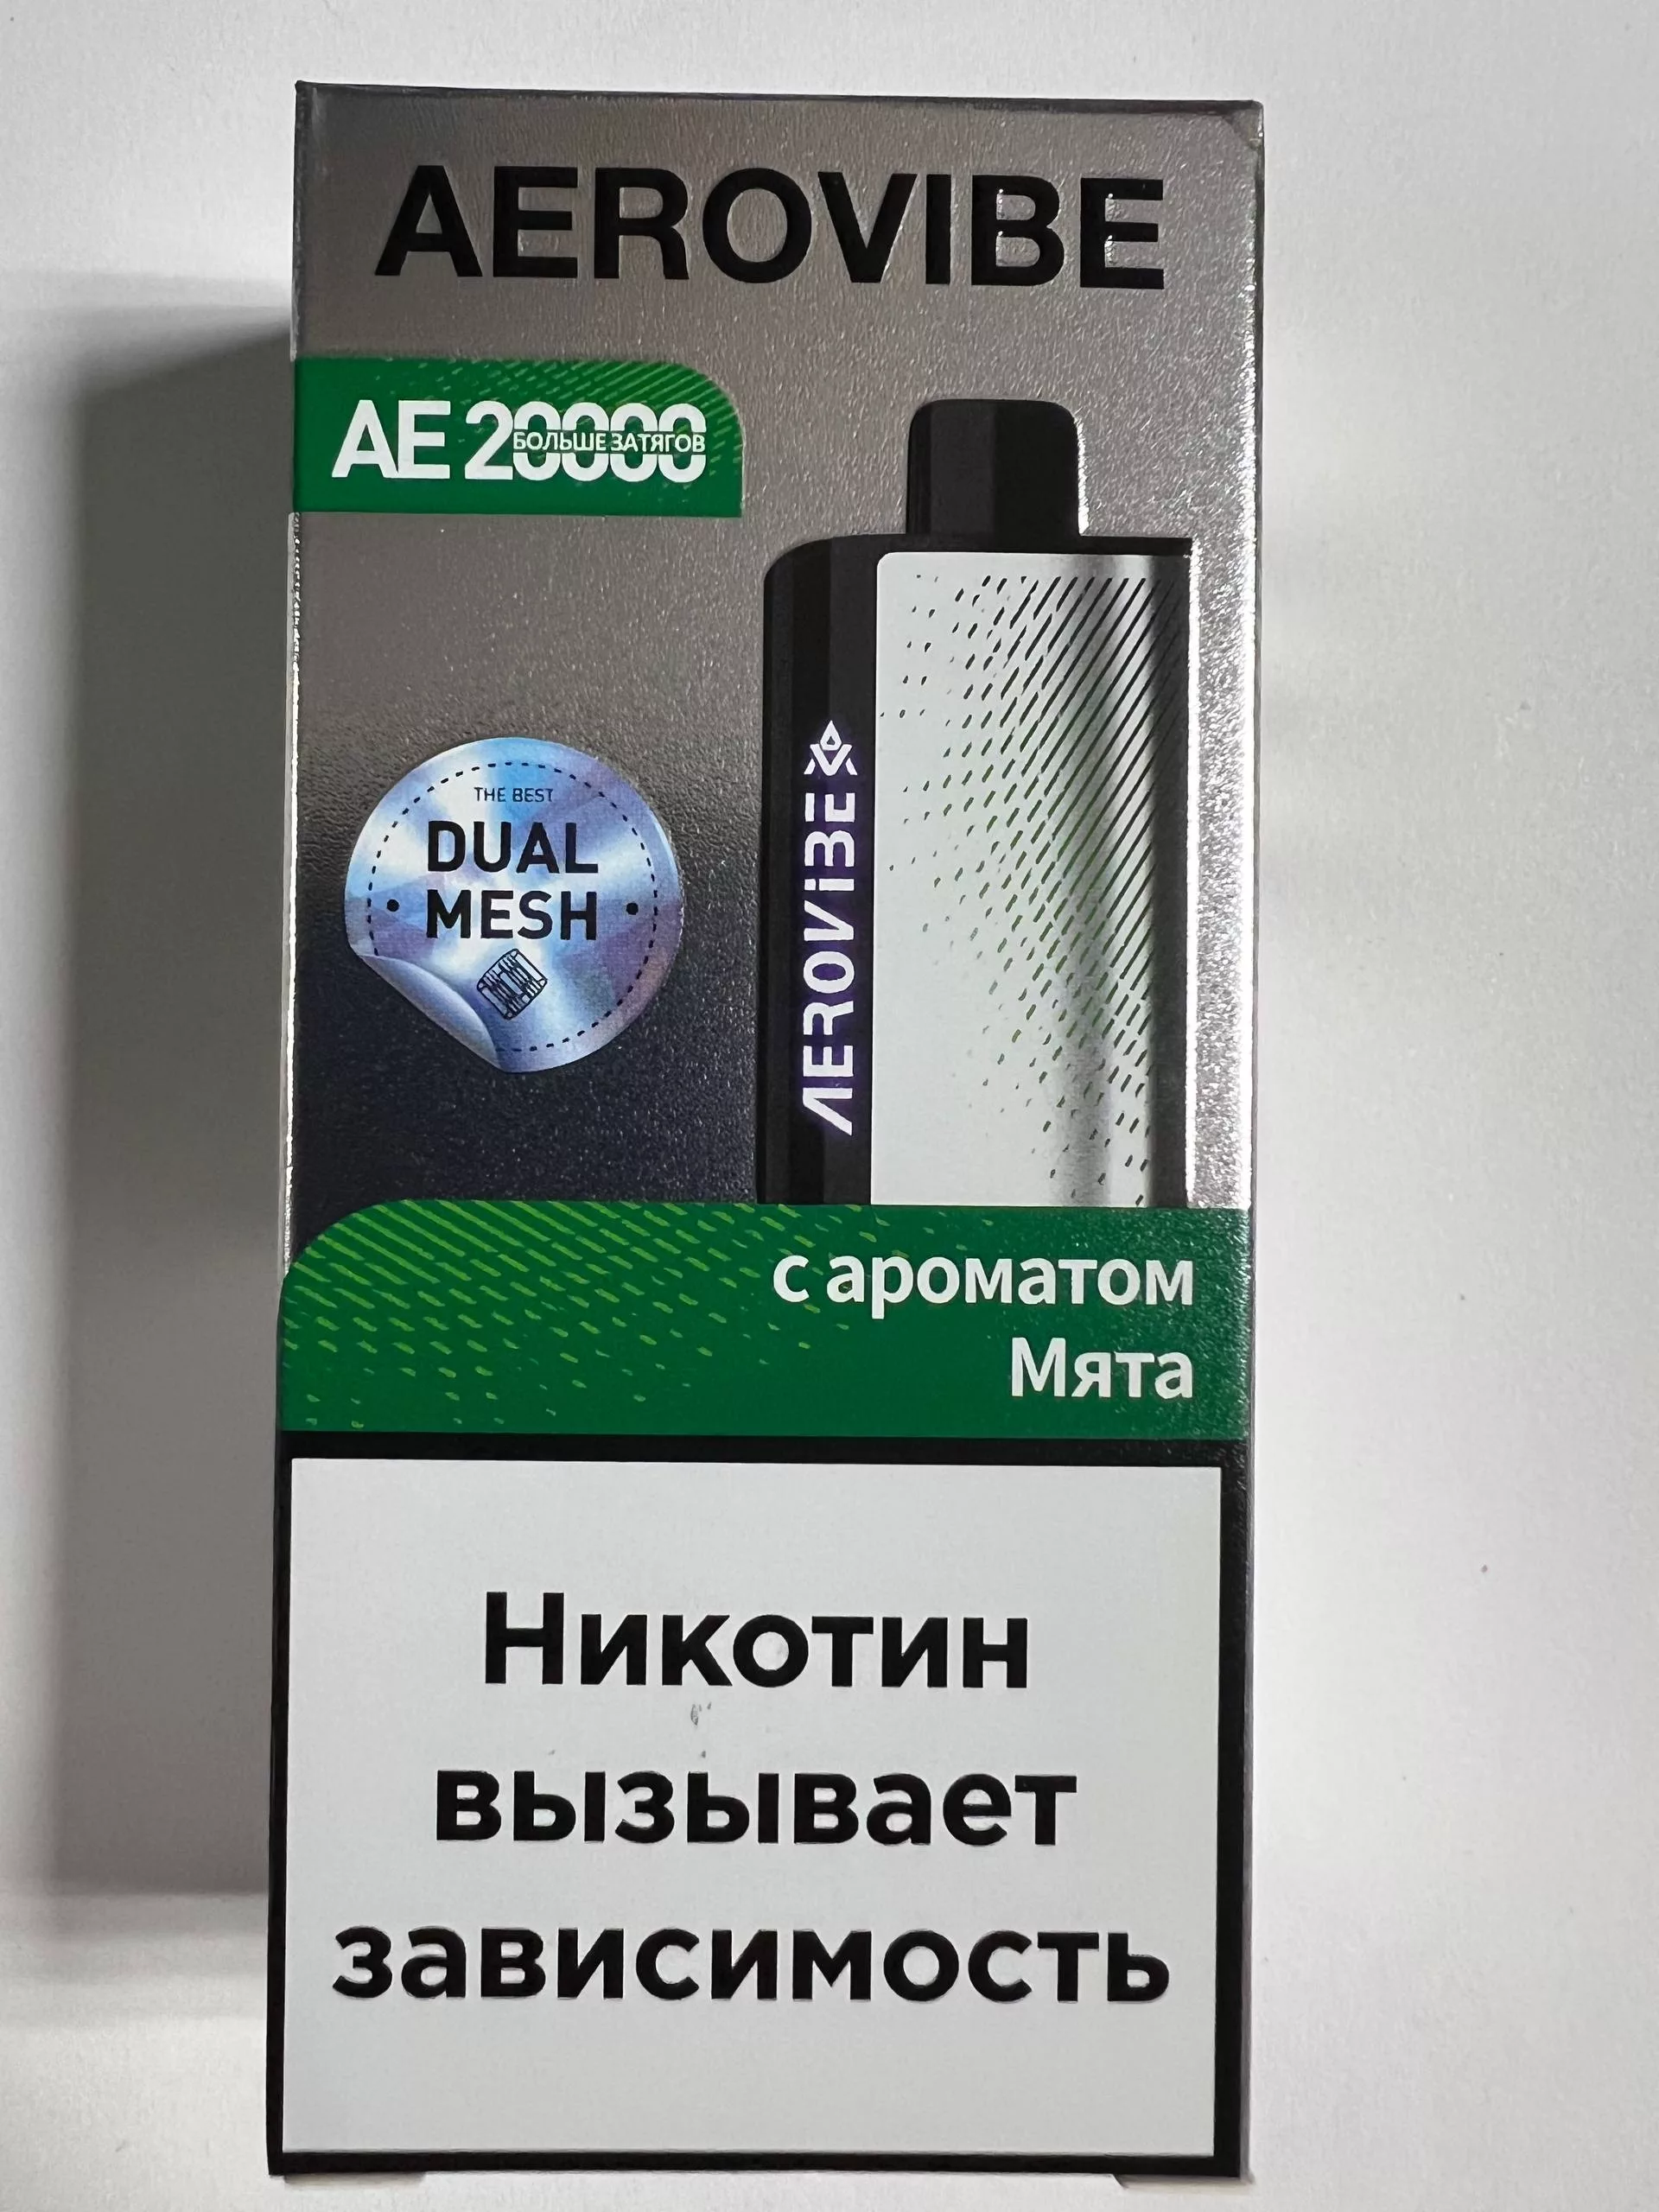 AEROVIBE
AE 20000
БОЛЬШЕ ЗАТЯГОВ
THE BEST
DUAL
MESH
AEROVIBE
с ароматом
Мята
Никотин
вызывает
зависимость